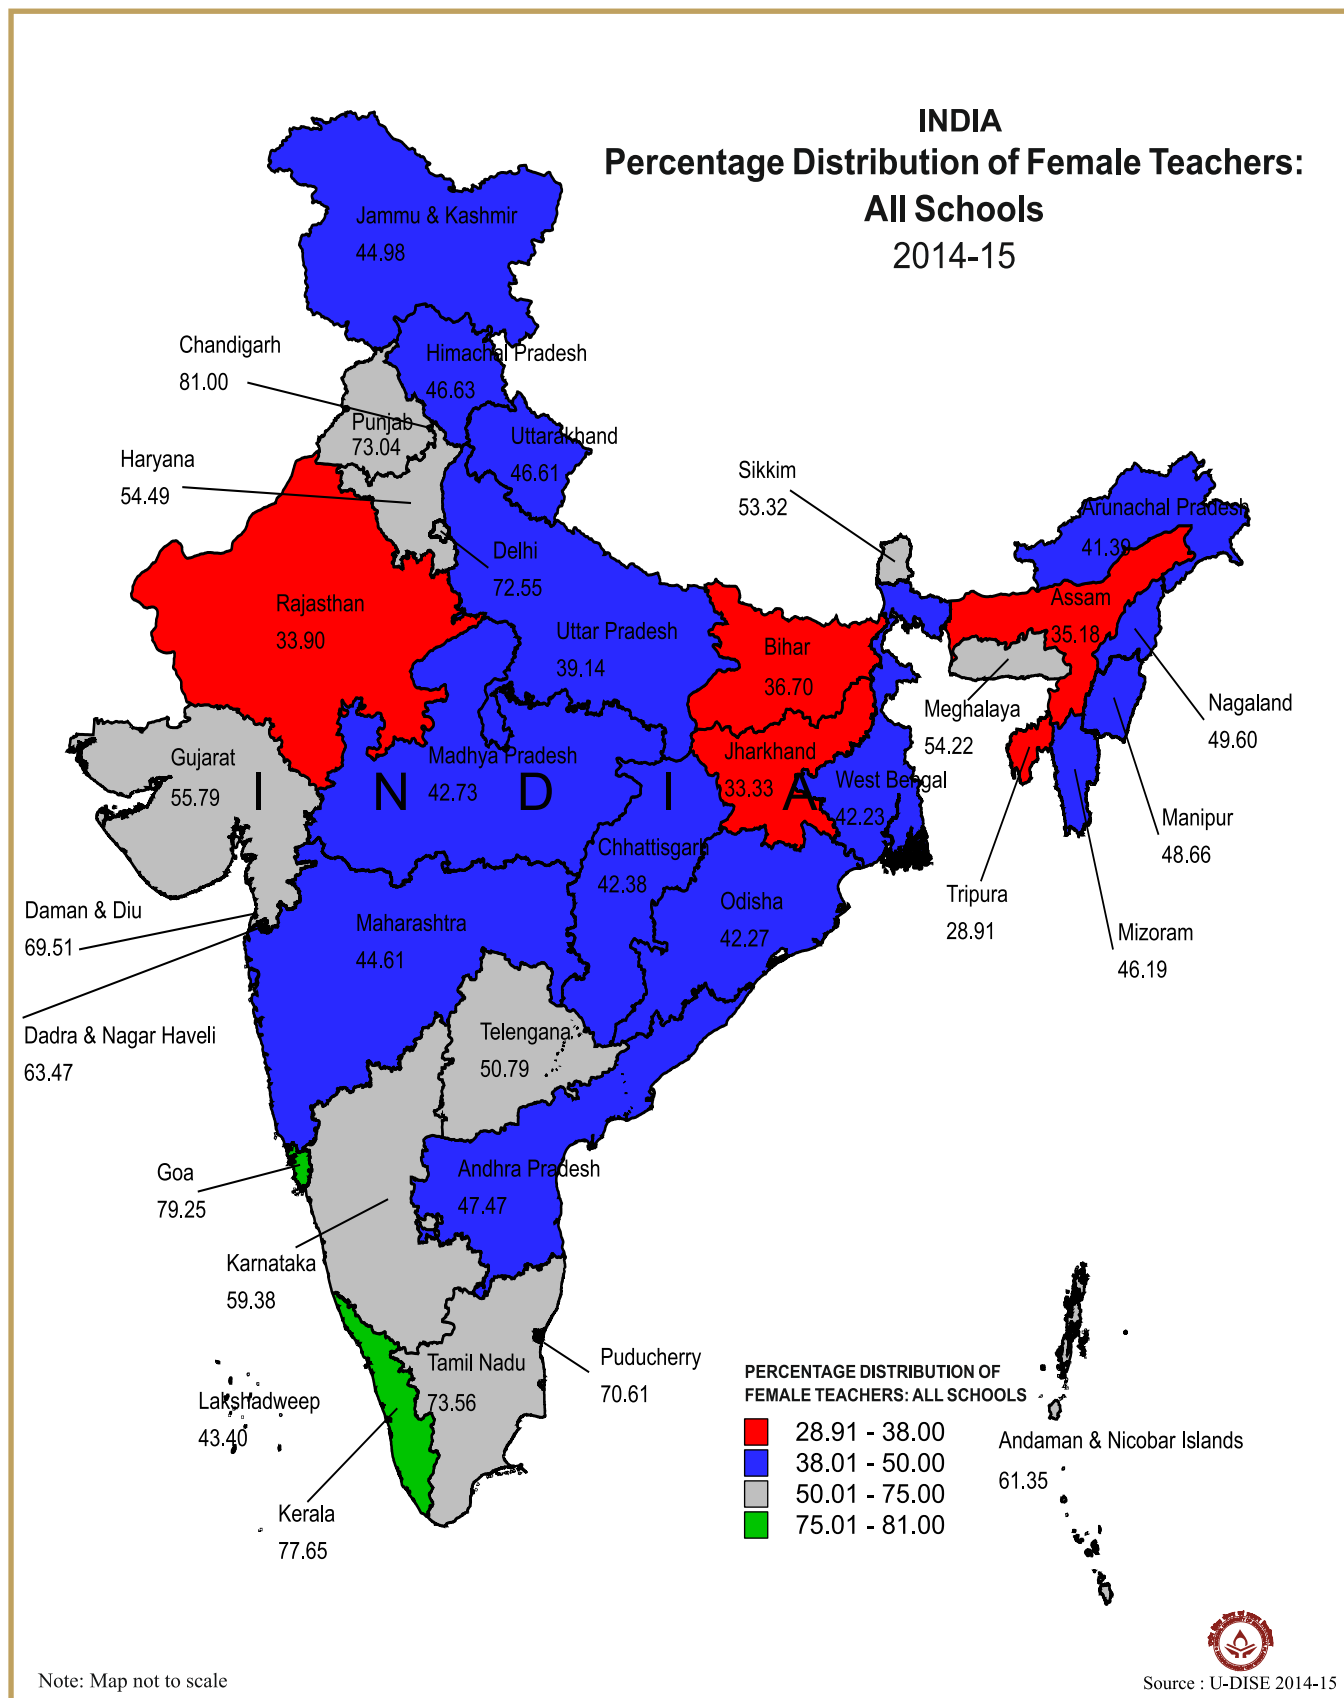 INDIA
Percentage Distribution of Female Teachers:
All Schools
2014-15
Jammu & Kashmir
44.98
Chandigarh
81.00
Himachal Pradesh
46.63
Punjab
73.04
Uttarakhand
46.61
Haryana
54.49
Sikkim
53.32
Arunachal Pradesh
41.39
Delhi
72.55
Rajasthan
33.90
Uttar Pradesh
39.14
Bihar
36.70
Assam
35.18
Meghalaya
54.22
Nagaland
49.60
Gujarat
55.79
Madhya Pradesh
42.73
Jharkhand
33.33
West Bengal
42.23
I N D I A
Manipur
48.66
Chhattisgarh
42.38
Odisha
42.27
Tripura
28.91
Mizoram
46.19
Daman & Diu
69.51
Maharashtra
44.61
Dadra & Nagar Haveli
63.47
Telengana
50.79
Goa
79.25
Andhra Pradesh
47.47
Karnataka
59.38
Tamil Nadu
73.56
Puducherry
70.61
Lakshadweep
43.40
Kerala
77.65
PERCENTAGE DISTRIBUTION OF
FEMALE TEACHERS: ALL SCHOOLS
28.91 - 38.00
38.01 - 50.00
50.01 - 75.00
75.01 - 81.00
Andaman & Nicobar Islands
61.35
Note: Map not to scale
Source : U-DISE 2014-15